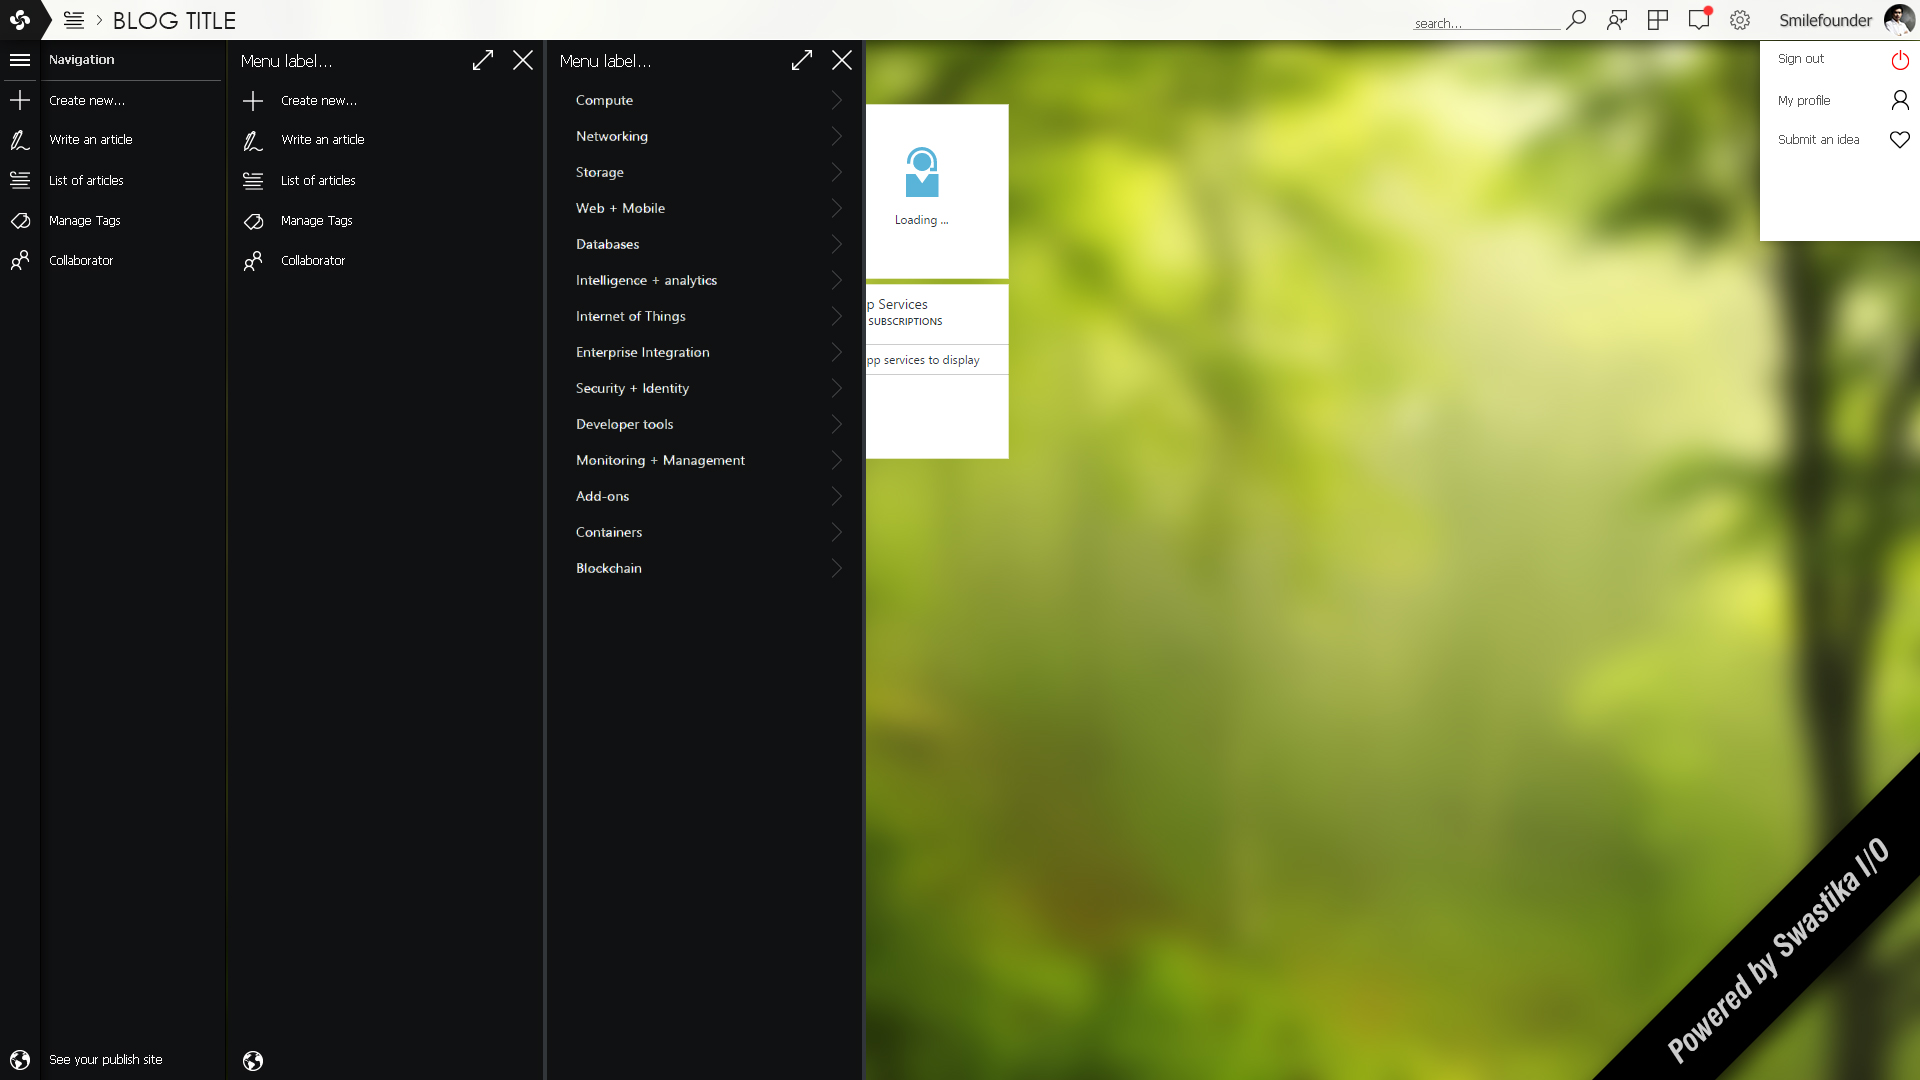 BLOG TITLE
search...
Smilefounder
Navigation
Create new...
Write an article
List of articles
Manage Tags
Collaborator
See your publish site
Menu label...
Create new...
Write an article
List of articles
Manage Tags
Collaborator
Menu label...
Compute
Networking
Storage
Web + Mobile
Databases
Intelligence + analytics
Internet of Things
Enterprise Integration
Security + Identity
Developer tools
Monitoring + Management
Add-ons
Containers
Blockchain
Loading ...
p Services
SUBSCRIPTIONS
pp services to display
Sign out
My profile
Submit an idea
Powered by Swastika I/O